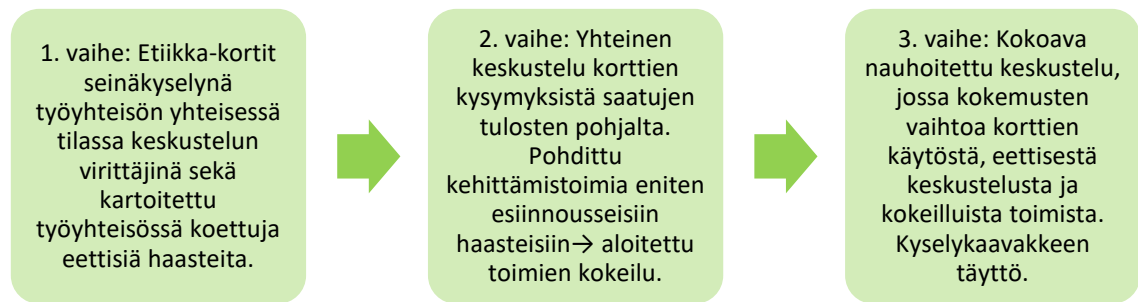 1. vaihe: Etiikka-kortit
seinäkyselynä
työyhteisön yhteisessä
tilassa keskustelun
virittäjinä sekä
kartoitettu
työyhteisössä koettuja
eettisiä haasteita.
2. vaihe: Yhteinen
keskustelu korttien
kysymyksistä saatujen
tulosten pohjalta.
Pohdittu
kehittämistoimia eniten
esiinnousseisiin
haasteisiin→ aloitettu
toimien kokeilu.
3. vaihe: Kokoava
nauhoitettu keskustelu,
jossa kokemusten
vaihtoa korttien
käytöstä, eettisestä
keskustelusta ja
kokeilluista toimista.
Kyselykaavakkeen
täyttö.